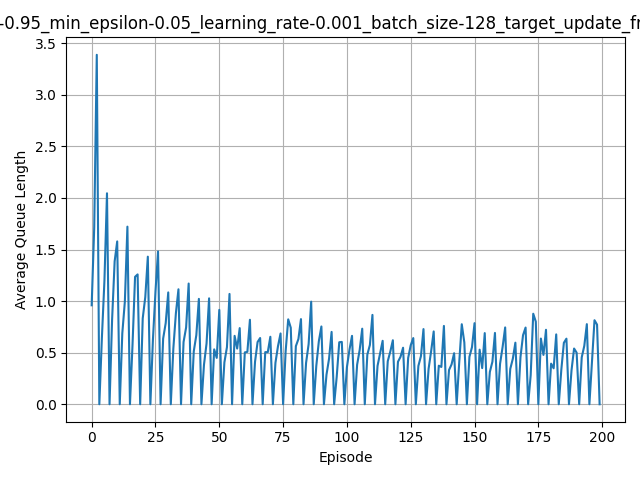 -0.95_min_epsilon-0.05_learning_rate-0.001_batch_size-128_target_update_fr
3.5
3.0
2.5
2.0
1.5
1.0
0.5
0.0
Average Queue Length
0 25 50 75 100 125 150 175 200
Episode